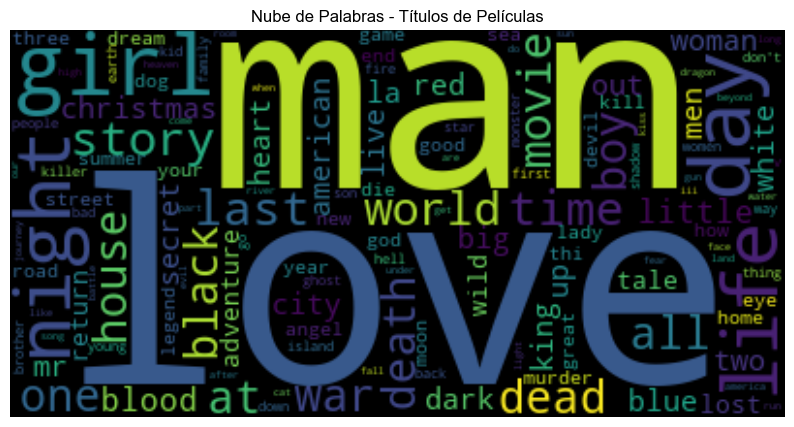 Nube de Palabras - Títulos de Películas
three
dream
game
sea
do
run
woman
long
girl
man
earth
kid
room
family
end
fire
movie
out
don't
high
heaven
dog
la
red
when
dragon
beyond
christmas
heart
american
live
kill
boy
men
day
white
people
come
story
star
good
are
monster
devil
shadow
kiss
women
gun
iii
night
killer
summer
your
die
first
water
street
bad
secret
river
son
part
last
new
get
world
time
little
way
love
house
black
god
big
lady
how
face
land
journey
road
battle
evil
hell
under
wild
thi
up
fear
life
legend
adventure
year
ghost
city
angel
island
tale
thing
eye
return
like
song
brother
young
mr
moon
death
king
great
all
home
two
after
back
fall
light
murder
one
blood
at
cat
down
war
dark
dead
blue
lost
america
run